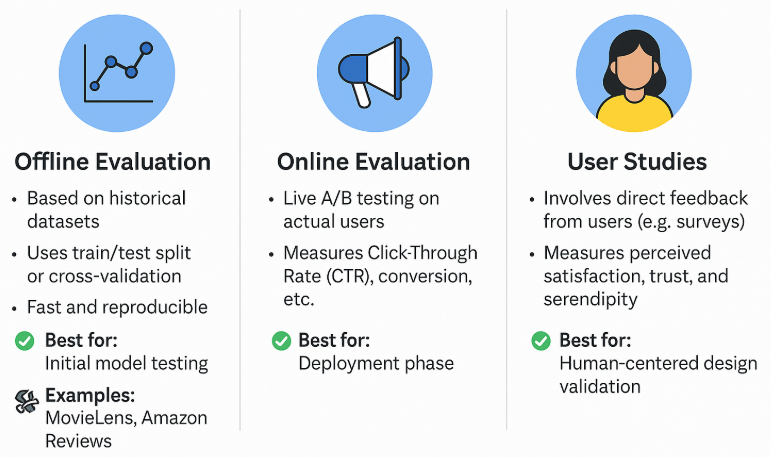 Offline Evaluation
• Based on historical
datasets
• Uses train/test split
or cross-validation
• Fast and reproducible
Best for:
Initial model testing
Examples:
MovieLens, Amazon
Reviews
Online Evaluation
• Live A/B testing on
actual users
• Measures Click-Through
Rate (CTR), conversion,
etc.
Best for:
Deployment phase
User Studies
• Involves direct feedback
from users (e.g. surveys)
• Measures perceived
satisfaction, trust, and
serendipity
Best for:
Human-centered design
validation